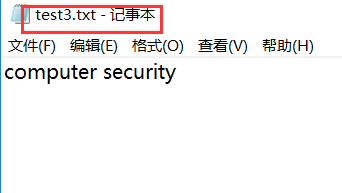 test3.txt - 记事本
文件(F) 编辑(E) 格式(O) 查看(V) 帮助(H)
computer security